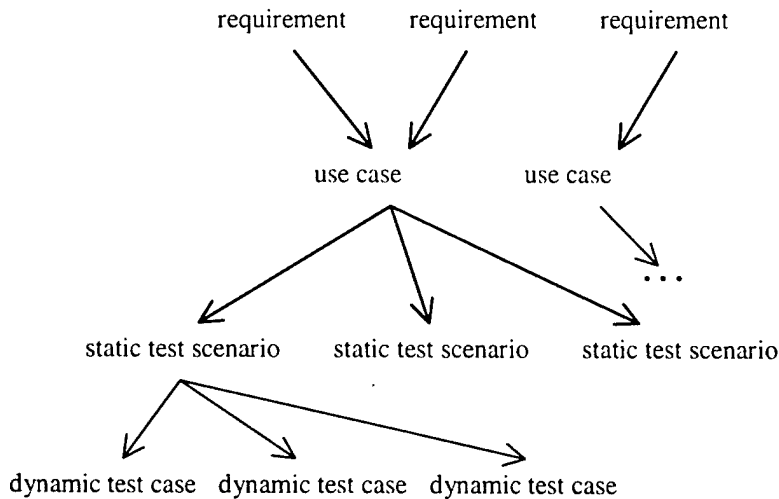 requirement requirement requirement
use case use case
...
static test scenario static test scenario static test scenario
dynamic test case dynamic test case dynamic test case